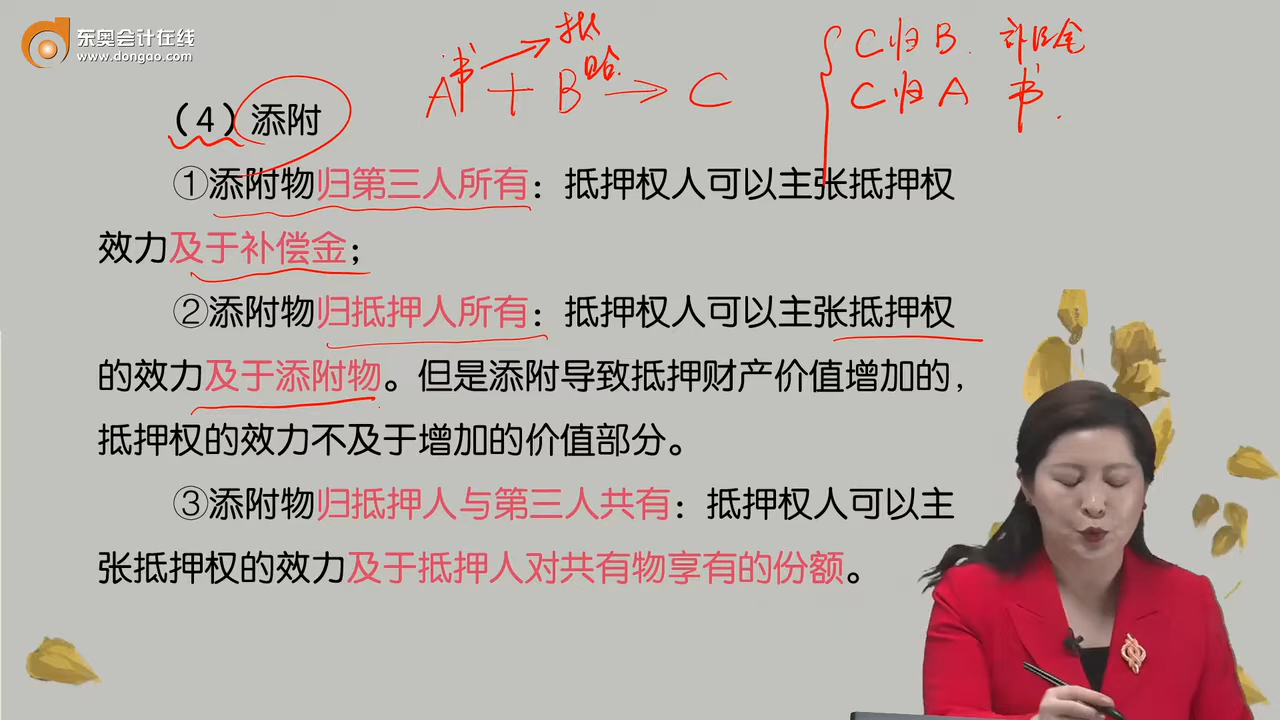 东奥会计在线
www.dongao.com
A + B → C
C归B 补偿金
C归A
（4）添附
①添附物归第三人所有：抵押权人可以主张抵押权
效力及于补偿金；
②添附物归抵押人所有：抵押权人可以主张抵押权
的效力及于添附物。但是添附导致抵押财产价值增加的，
抵押权的效力不及于增加的价值部分。
③添附物归抵押人与第三人共有：抵押权人可以主
张抵押权的效力及于抵押人对共有物享有的份额。